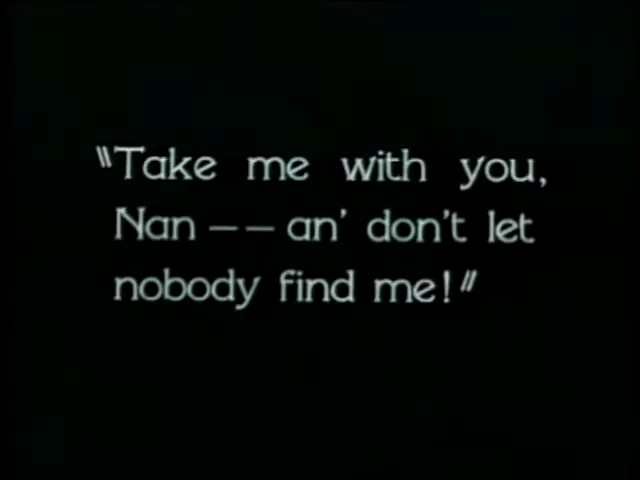 "Take me with you,
Nan -- an' don't let
nobody find me!"